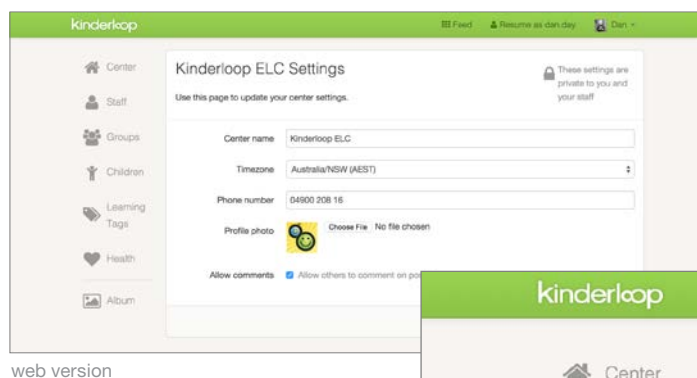 kinderloop
Feed Resume as dan.day Dan
Center
Staff
Groups
Children
Learning
Tags
Health
Album
Kinderloop ELC Settings
Use this page to update your center settings.
These settings are
private to you and
your staff
Center name Kinderloop ELC
Timezone Australia/NSW (AEST)
Phone number 04900 208 16
Profile photo Choose File No file chosen
Allow comments Allow others to comment on
web version
kinderloop
Center